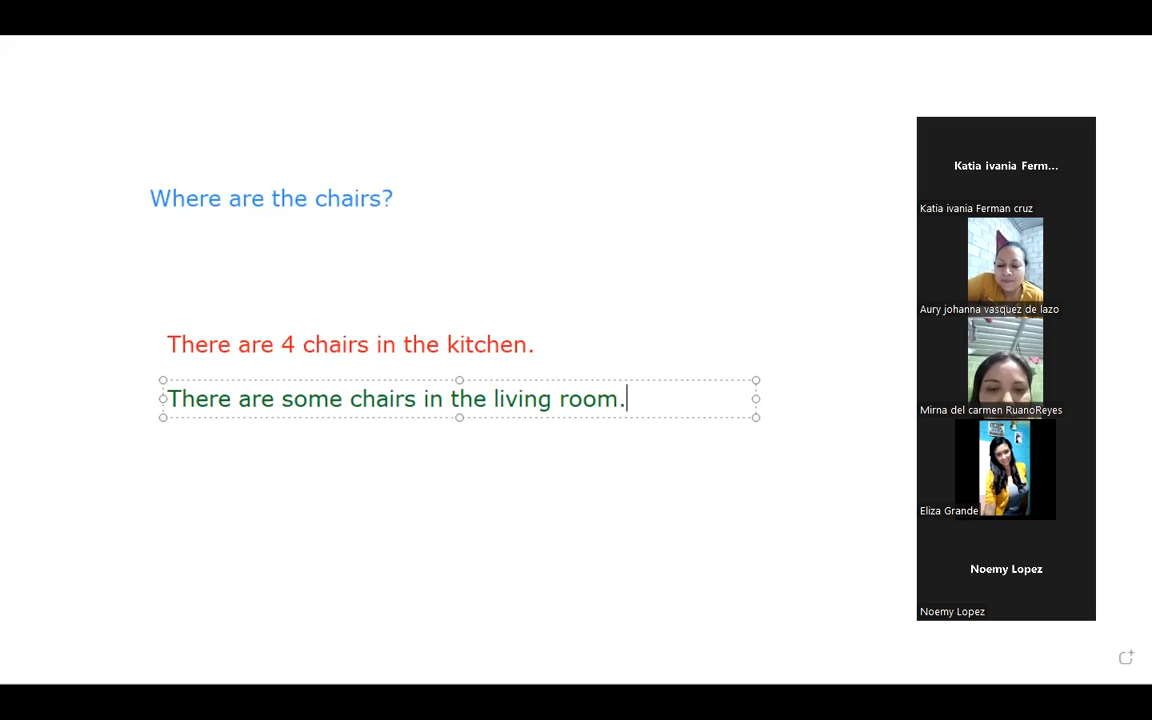 Where are the chairs?
There are 4 chairs in the kitchen.
There are some chairs in the living room.
Katia ivania Ferm...
Katia ivania Ferman cruz
Aury johanna vasquez de lazo
Mirna del carmen RuanoReyes
Eliza Grande
Noemy Lopez
Noemy Lopez